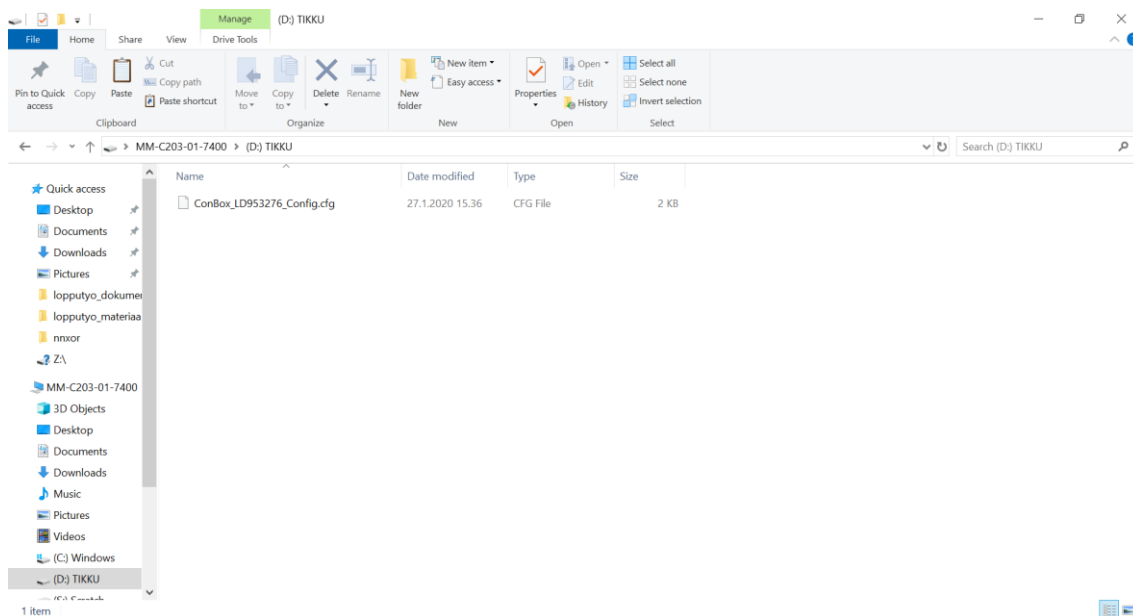 Manage (D:) TIKKU
File Home Share View Drive Tools
Pin to Quick access
Copy
Paste
Cut
Copy path
Paste shortcut
Clipboard
Move to
Copy to
Delete
Rename
Organize
New folder
New item
Easy access
New
Properties
Open
Edit
History
Open
Select all
Select none
Invert selection
Select
MM-C203-01-7400 > (D:) TIKKU
Search (D:) TIKKU
Name Date modified Type Size
ConBox_LD953276_Config.cfg 27.1.2020 15.36 CFG File 2 KB
Quick access
Desktop
Documents
Downloads
Pictures
lopputyo_dokumei
lopputyo_materiaa
nnxor
Z:\
MM-C203-01-7400
3D Objects
Desktop
Documents
Downloads
Music
Pictures
Videos
(C:) Windows
(D:) TIKKU
1 item